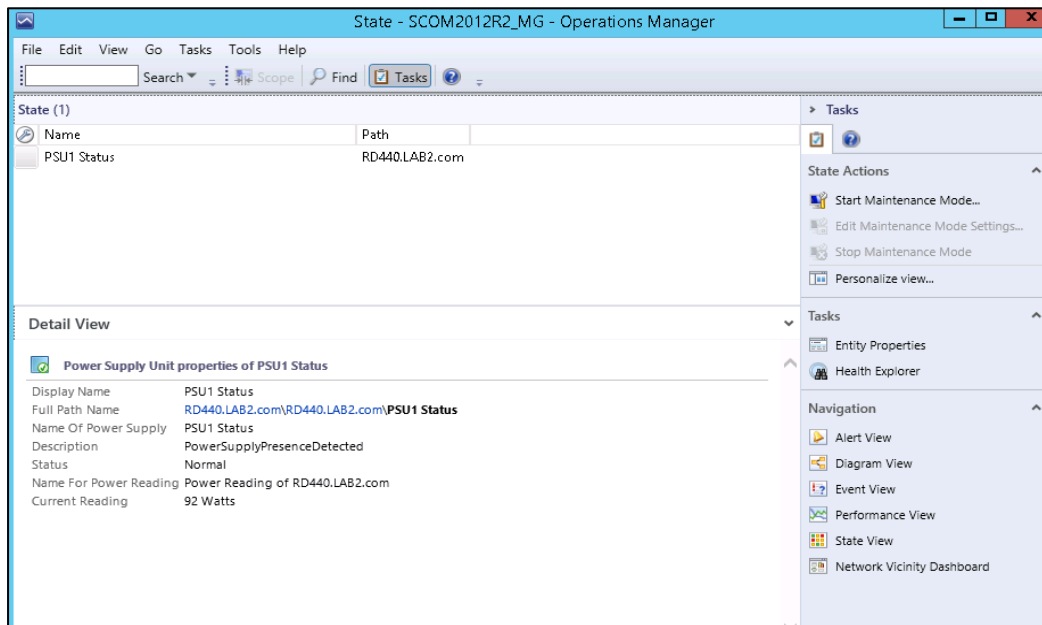 State - SCOM2012R2_MG - Operations Manager
File Edit View Go Tasks Tools Help
Search Scope Find Tasks
State (1)
Name Path
PSU1 Status RD440.LAB2.com
Detail View
Power Supply Unit properties of PSU1 Status
Display Name PSU1 Status
Full Path Name RD440.LAB2.com\RD440.LAB2.com\PSU1 Status
Name Of Power Supply PSU1 Status
Description PowerSupplyPresenceDetected
Status Normal
Name For Power Reading Power Reading of RD440.LAB2.com
Current Reading 92 Watts
Tasks
State Actions
Start Maintenance Mode...
Edit Maintenance Mode Settings...
Stop Maintenance Mode
Personalize view...
Tasks
Entity Properties
Health Explorer
Navigation
Alert View
Diagram View
Event View
Performance View
State View
Network Vicinity Dashboard